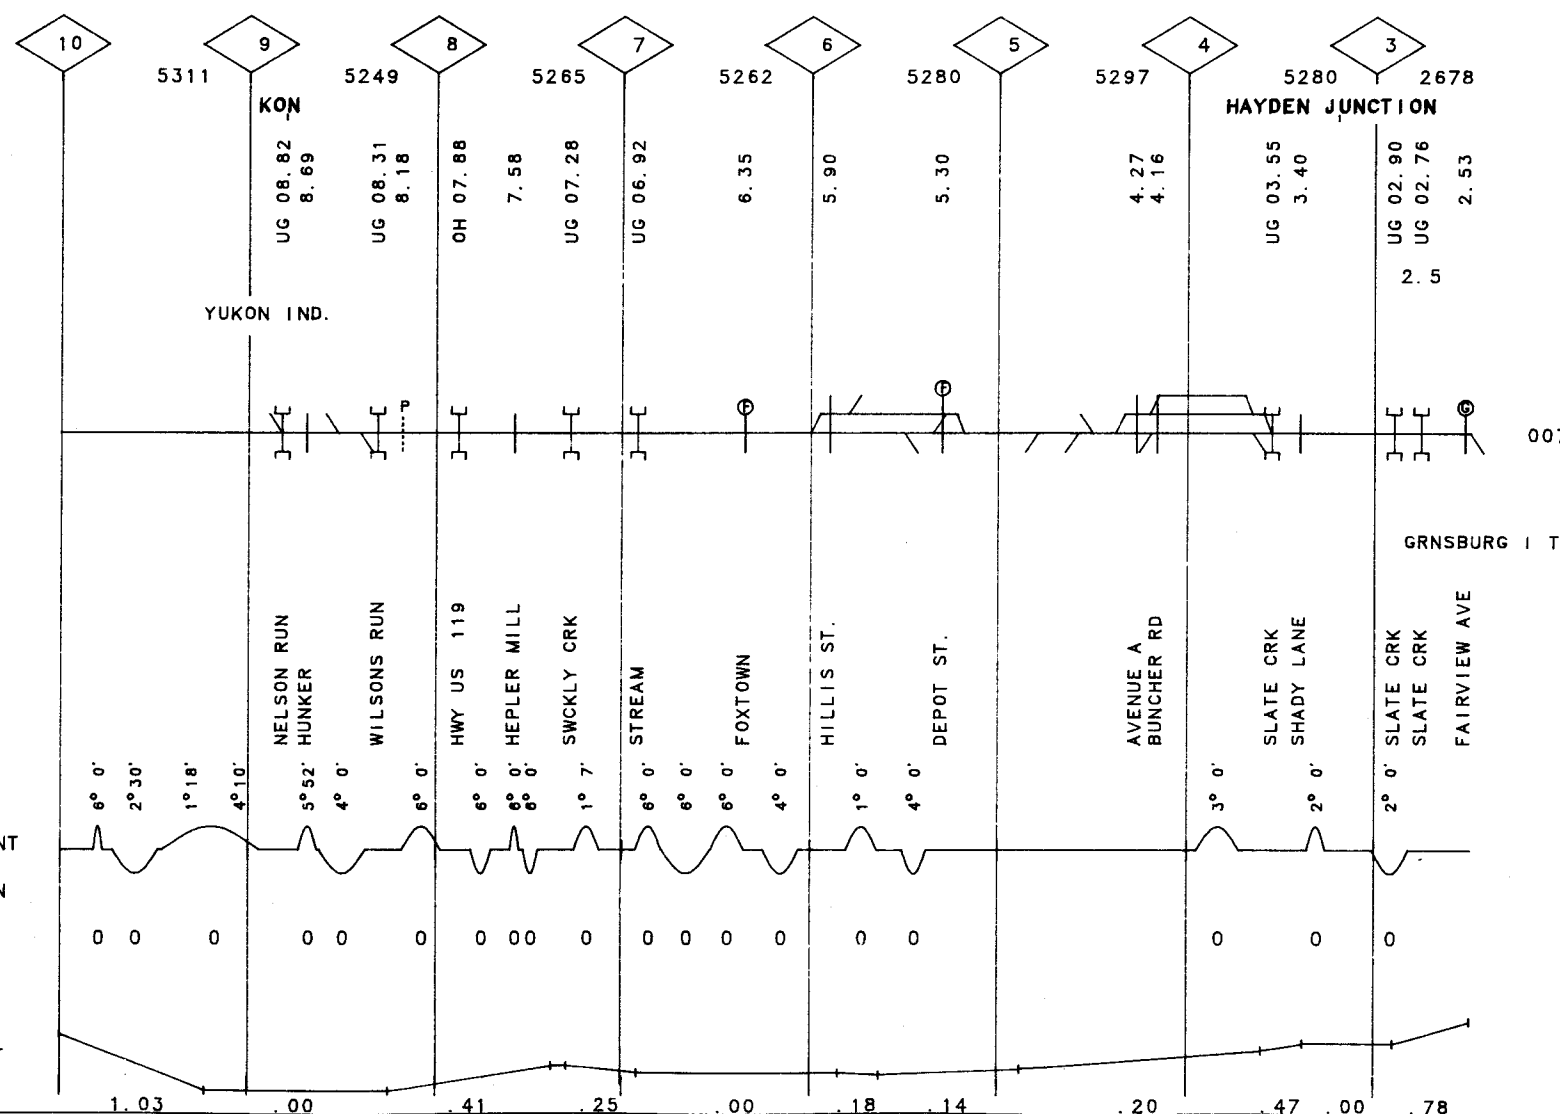 10 9 8 7 6 5 4 3
5311 5249 5265 5262 5280 5297 5280 2678
KON HAYDEN JUNCTION
UG 08.82
8.69
UG 08.31
8.18
OH 07.88
7.58
UG 07.28
UG 06.92
6.35
5.90
5.30
4.27
4.16
UG 03.55
3.40
UG 02.90
UG 02.76
2.53
2.5
YUKON IND.
P F F G
007
GRNSBURG I T
NELSON RUN
HUNKER
WILSONS RUN
HWY US 119
HEPLER MILL
SWCKLY CRK
STREAM
FOXTOWN
HILLIS ST.
DEPOT ST.
AVENUE A
BUNCHER RD
SLATE CRK
SHADY LANE
SLATE CRK
SLATE CRK
FAIRVIEW AVE
6° 0'
2°30'
1°18'
4°10'
5°52'
4° 0'
6° 0'
6° 0'
6° 0'
6° 0'
1° 7'
6° 0'
6° 0'
6° 0'
4° 0'
1° 0'
4° 0'
3° 0'
2° 0'
2° 0'
NT
N
0 0 0 0 0 0 0 0 0 0 0 0 0 0 0 0 0 0 0
1.03 .00 .41 .25 .00 .18 .14 .20 .47 .00 .78